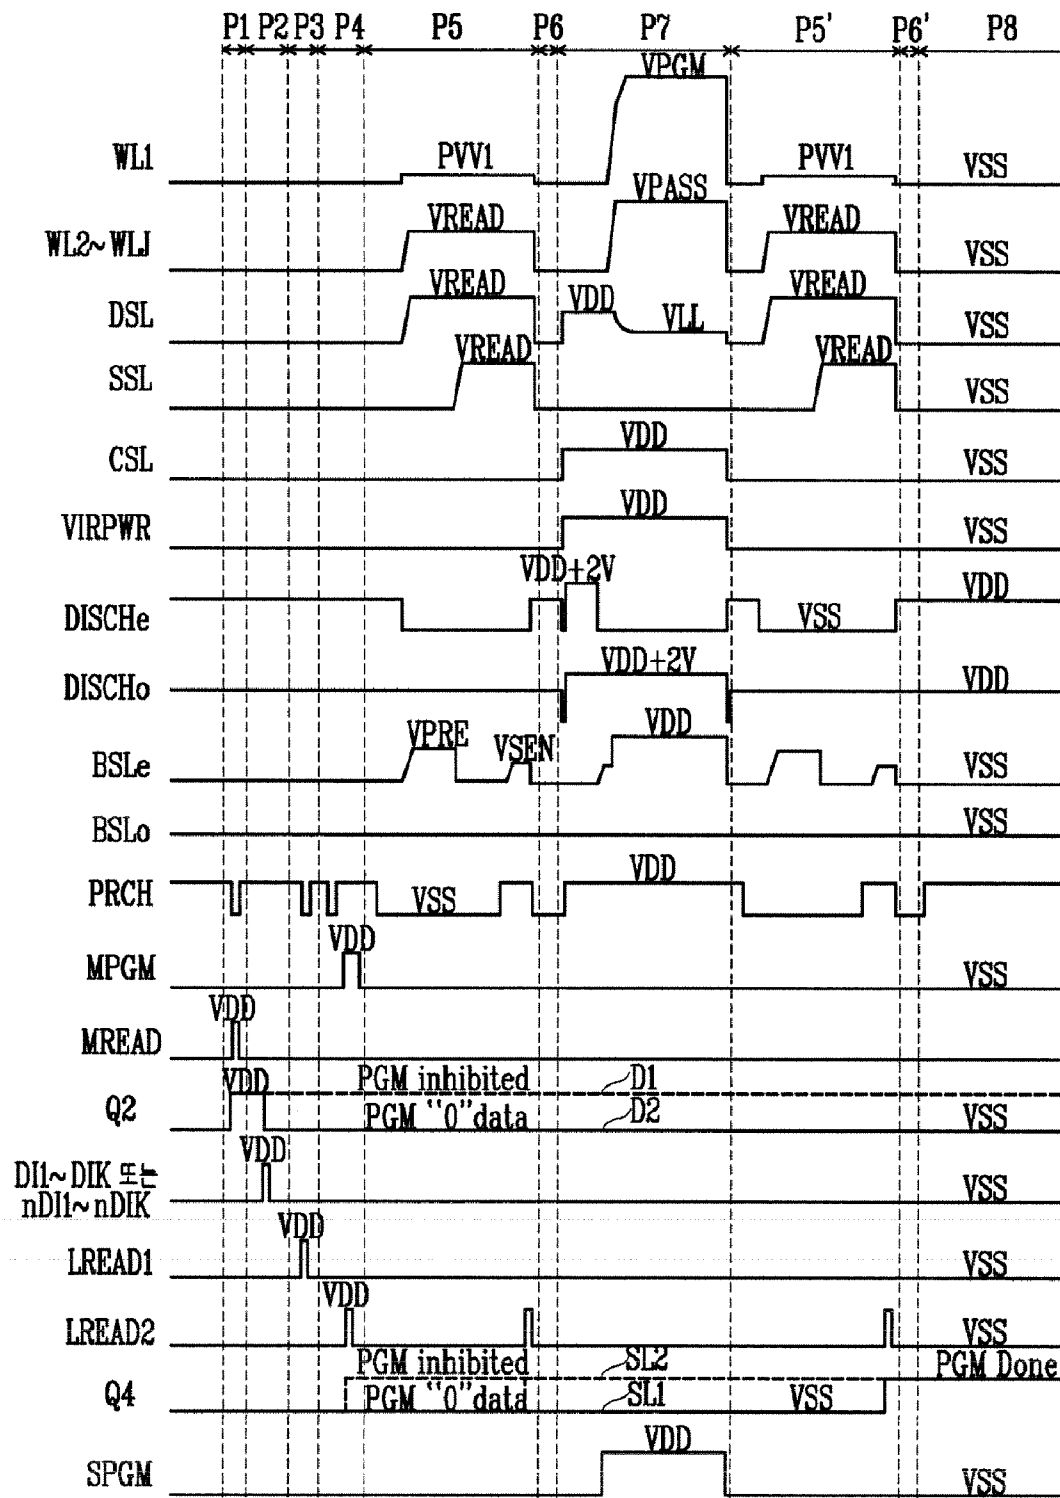 P1 P2 P3 P4 P5 P6 P7 P5' P6' P8
VPGM
WL1 PVV1 PVV1 VSS
VPASS
WL2~WLJ VREAD VREAD VSS
DSL VREAD VDD VLL VREAD VSS
SSL VREAD VREAD VSS
CSL VDD VSS
VIRPWR VDD VSS
VDD+2V
DISCHe VSS VDD
DISCHo VDD+2V VDD
BSLe VPRE VSEN VDD VSS
BSLo VSS
PRCH VSS VDD
MPGM VDD VSS
MREAD VDD
VDD PGM inhibited D1
Q2 PGM "0" data D2 VSS
VDD
DI1~DIK 또는
nDI1~nDIK VSS
LREAD1 VDD VSS
LREAD2 VDD VSS
PGM inhibited SL2 PGM Done
Q4 PGM "0" data SL1 VSS
SPGM VDD VSS